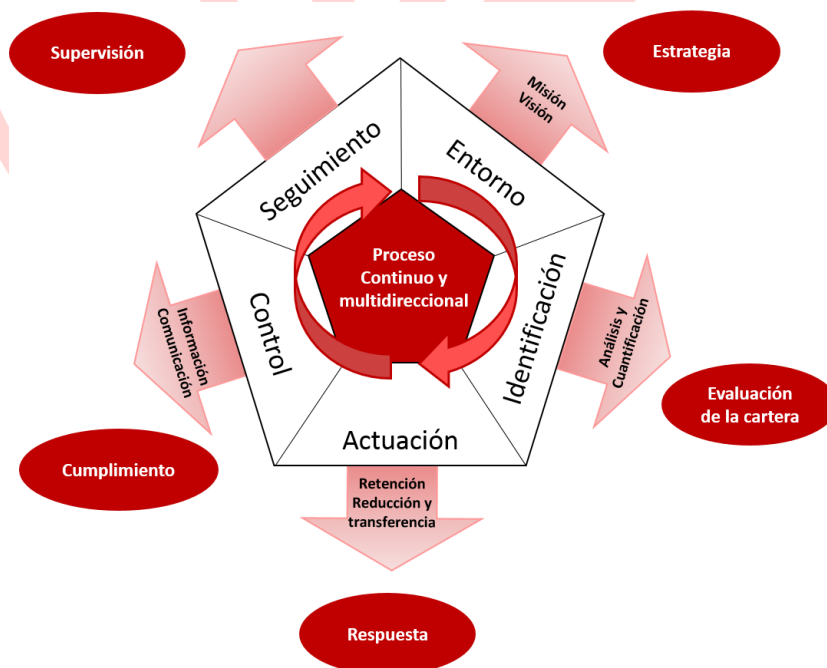 Supervisión
Estrategia
Misión
Visión
Seguimiento
Entorno
Proceso
Continuo y
multidireccional
Identificación
Análisis y
Cuantificación
Control
Información
Comunicación
Evaluación
de la cartera
Actuación
Cumplimiento
Retención
Reducción y
transferencia
Respuesta